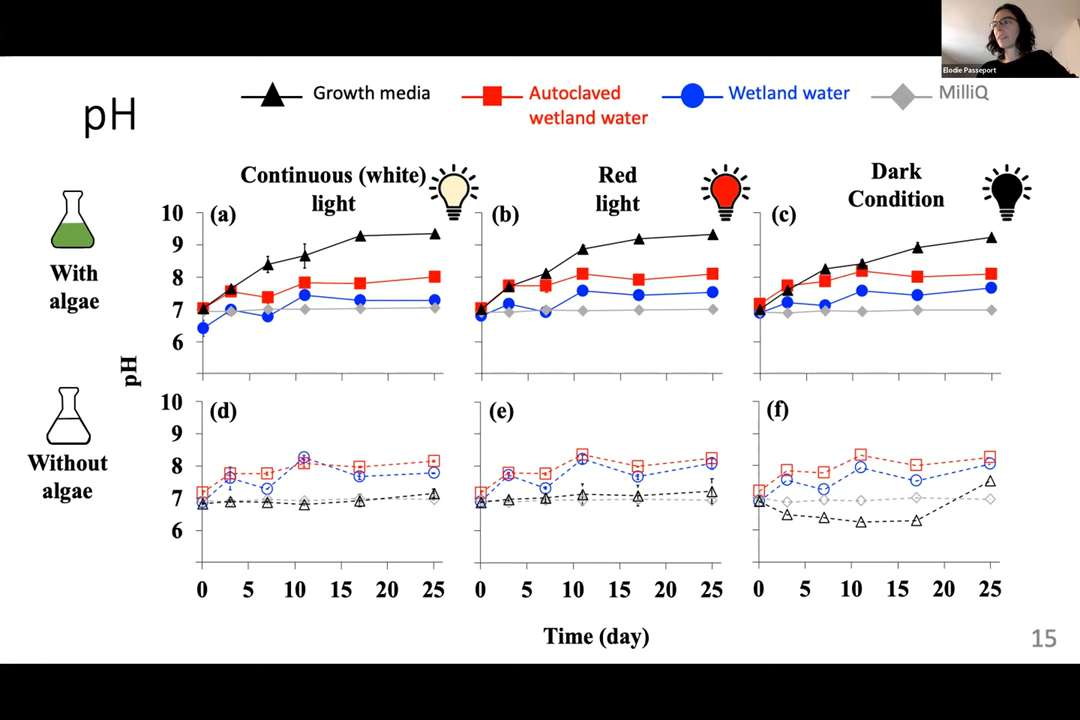 Elodie Passeport
pH
Growth media
Autoclaved
wetland water
Wetland water
MilliQ
Continuous (white)
light
Red
light
Dark
Condition
With
algae
Without
algae
pH
10
9
8
7
6
(a)
(b)
(c)
10
9
8
7
6
(d)
(e)
(f)
0 5 10 15 20 25
0 5 10 15 20 25
0 5 10 15 20 25
Time (day)
15